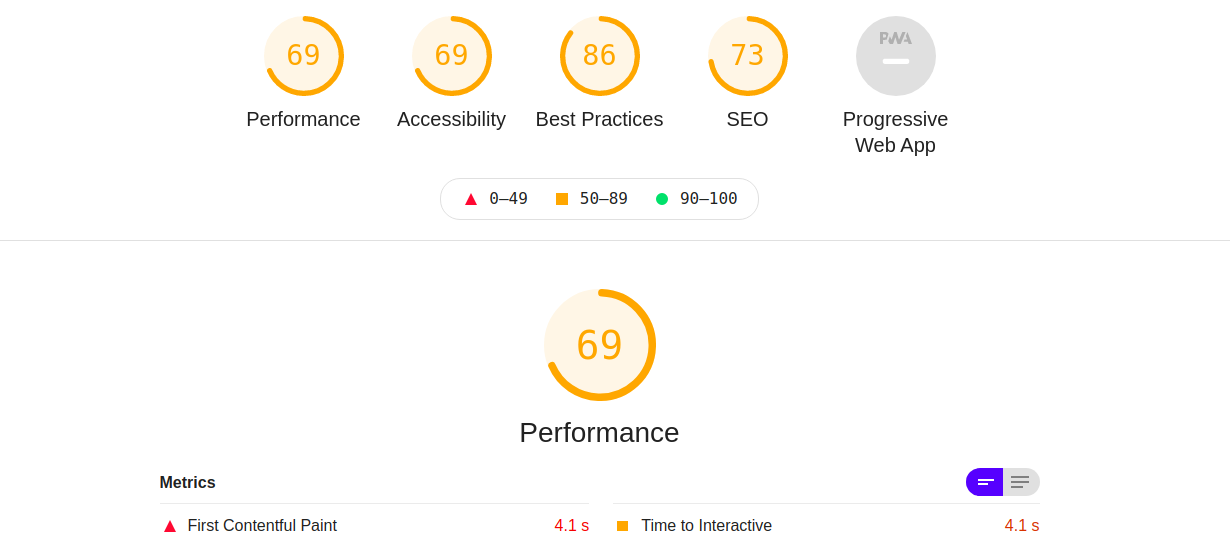 69 69 86 73 PWA
Performance Accessibility Best Practices SEO Progressive
Web App
0–49 50–89 90–100
69
Performance
Metrics
First Contentful Paint 4.1 s Time to Interactive 4.1 s